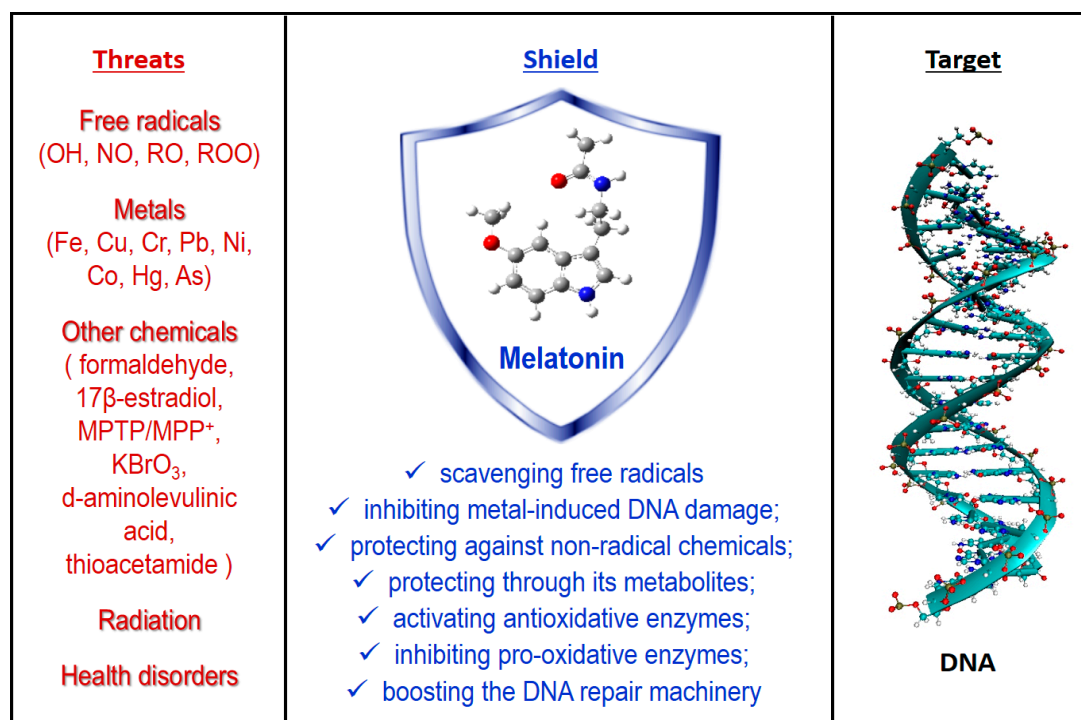 Threats
Free radicals
(OH, NO, RO, ROO)
Metals
(Fe, Cu, Cr, Pb, Ni,
Co, Hg, As)
Other chemicals
( formaldehyde,
17β-estradiol,
MPTP/MPP⁺,
KBrO₃,
d-aminolevulinic
acid,
thioacetamide )
Radiation
Health disorders
Shield
Melatonin
✓ scavenging free radicals
✓ inhibiting metal-induced DNA damage;
✓ protecting against non-radical chemicals;
✓ protecting through its metabolites;
✓ activating antioxidative enzymes;
✓ inhibiting pro-oxidative enzymes;
✓ boosting the DNA repair machinery
Target
DNA